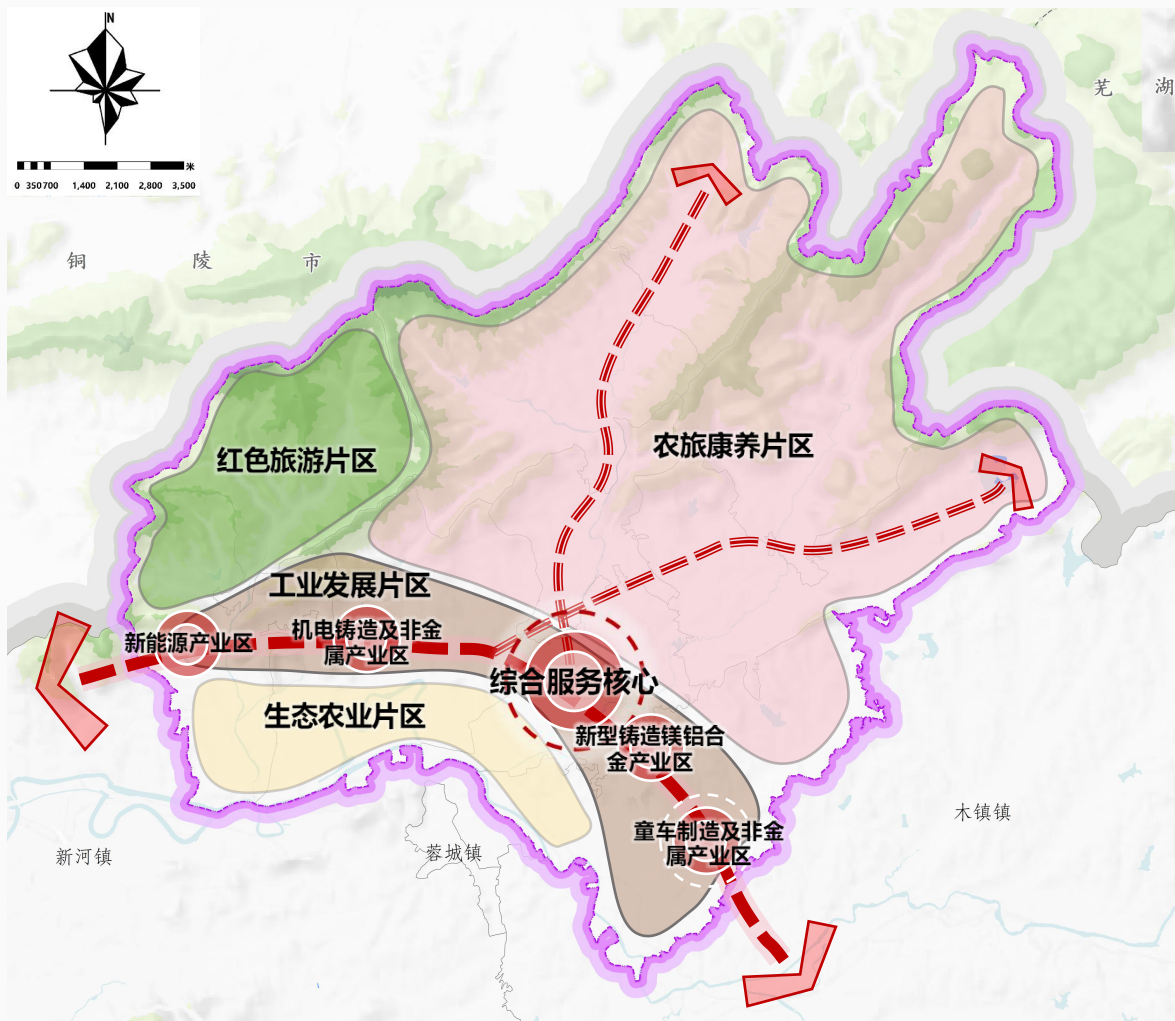 N
米
0 350 700 1,400 2,100 2,800 3,500
芜 湖
铜 陵 市
农旅康养片区
红色旅游片区
工业发展片区
新能源产业区
机电铸造及非金
属产业区
综合服务核心
生态农业片区
新型铸造镁铝合
金产业区
木镇镇
童车制造及非金
属产业区
新河镇
蓉城镇